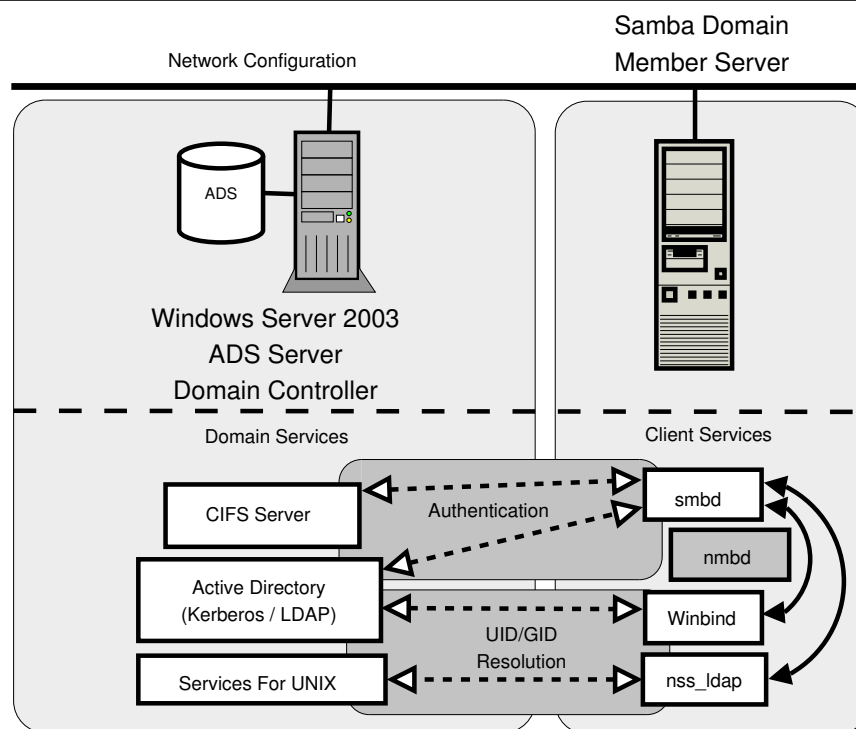 Samba Domain
Member Server
Network Configuration
ADS
Windows Server 2003
ADS Server
Domain Controller
Domain Services
Client Services
CIFS Server
Authentication
smbd
nmbd
Active Directory
(Kerberos / LDAP)
UID/GID
Resolution
Winbind
Services For UNIX
nss_ldap